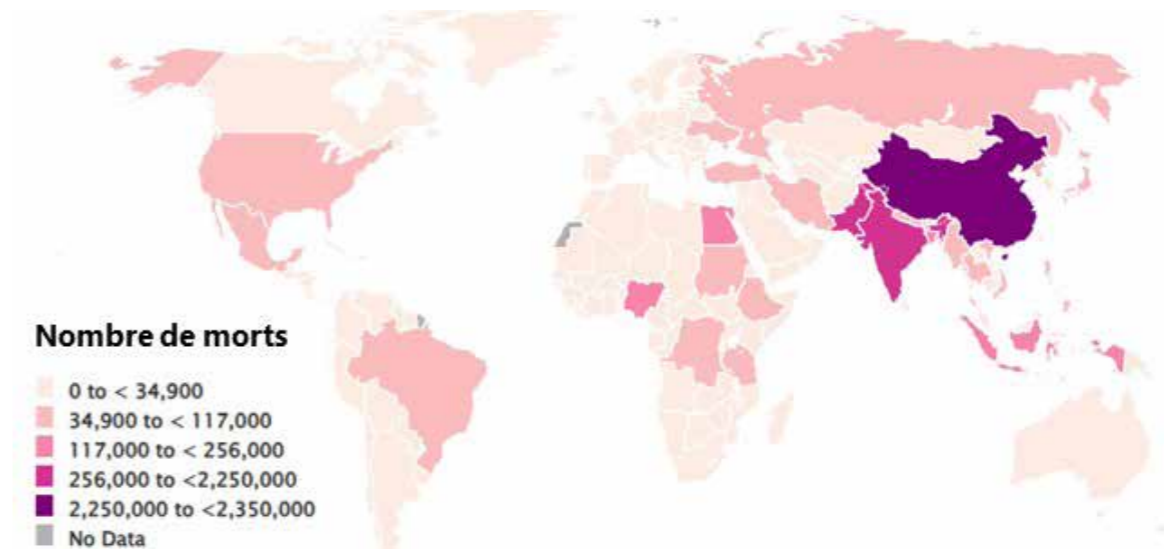 Nombre de morts
0 to < 34,900
34,900 to < 117,000
117,000 to < 256,000
256,000 to <2,250,000
2,250,000 to <2,350,000
No Data